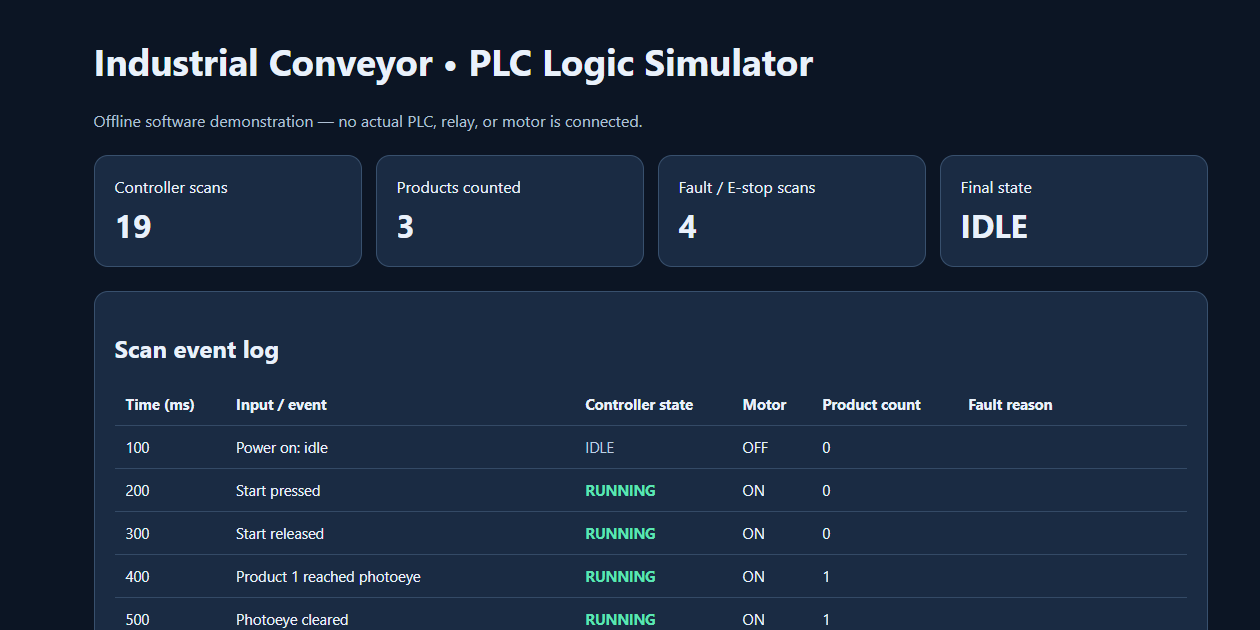 Industrial Conveyor • PLC Logic Simulator
Offline software demonstration — no actual PLC, relay, or motor is connected.
Controller scans
19
Products counted
3
Fault / E-stop scans
4
Final state
IDLE
Scan event log
Time (ms) Input / event Controller state Motor Product count Fault reason
100 Power on: idle IDLE OFF 0
200 Start pressed RUNNING ON 0
300 Start released RUNNING ON 0
400 Product 1 reached photoeye RUNNING ON 1
500 Photoeye cleared RUNNING ON 1